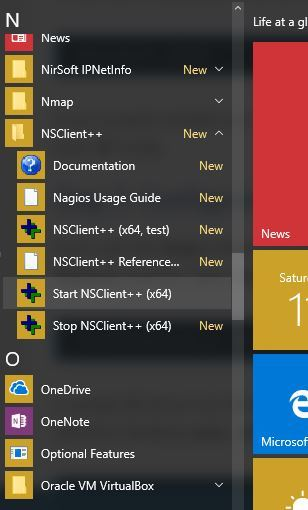 N
Life at a gl
News
NirSoft IPNetInfo New
Nmap
NSClient++ New
Documentation New
Nagios Usage Guide New
NSClient++ (x64, test) New
NSClient++ Reference... New
News
Start NSClient++ (x64)
Satur
Stop NSClient++ (x64) New
O
OneDrive
OneNote
Microsof
Optional Features
Oracle VM VirtualBox